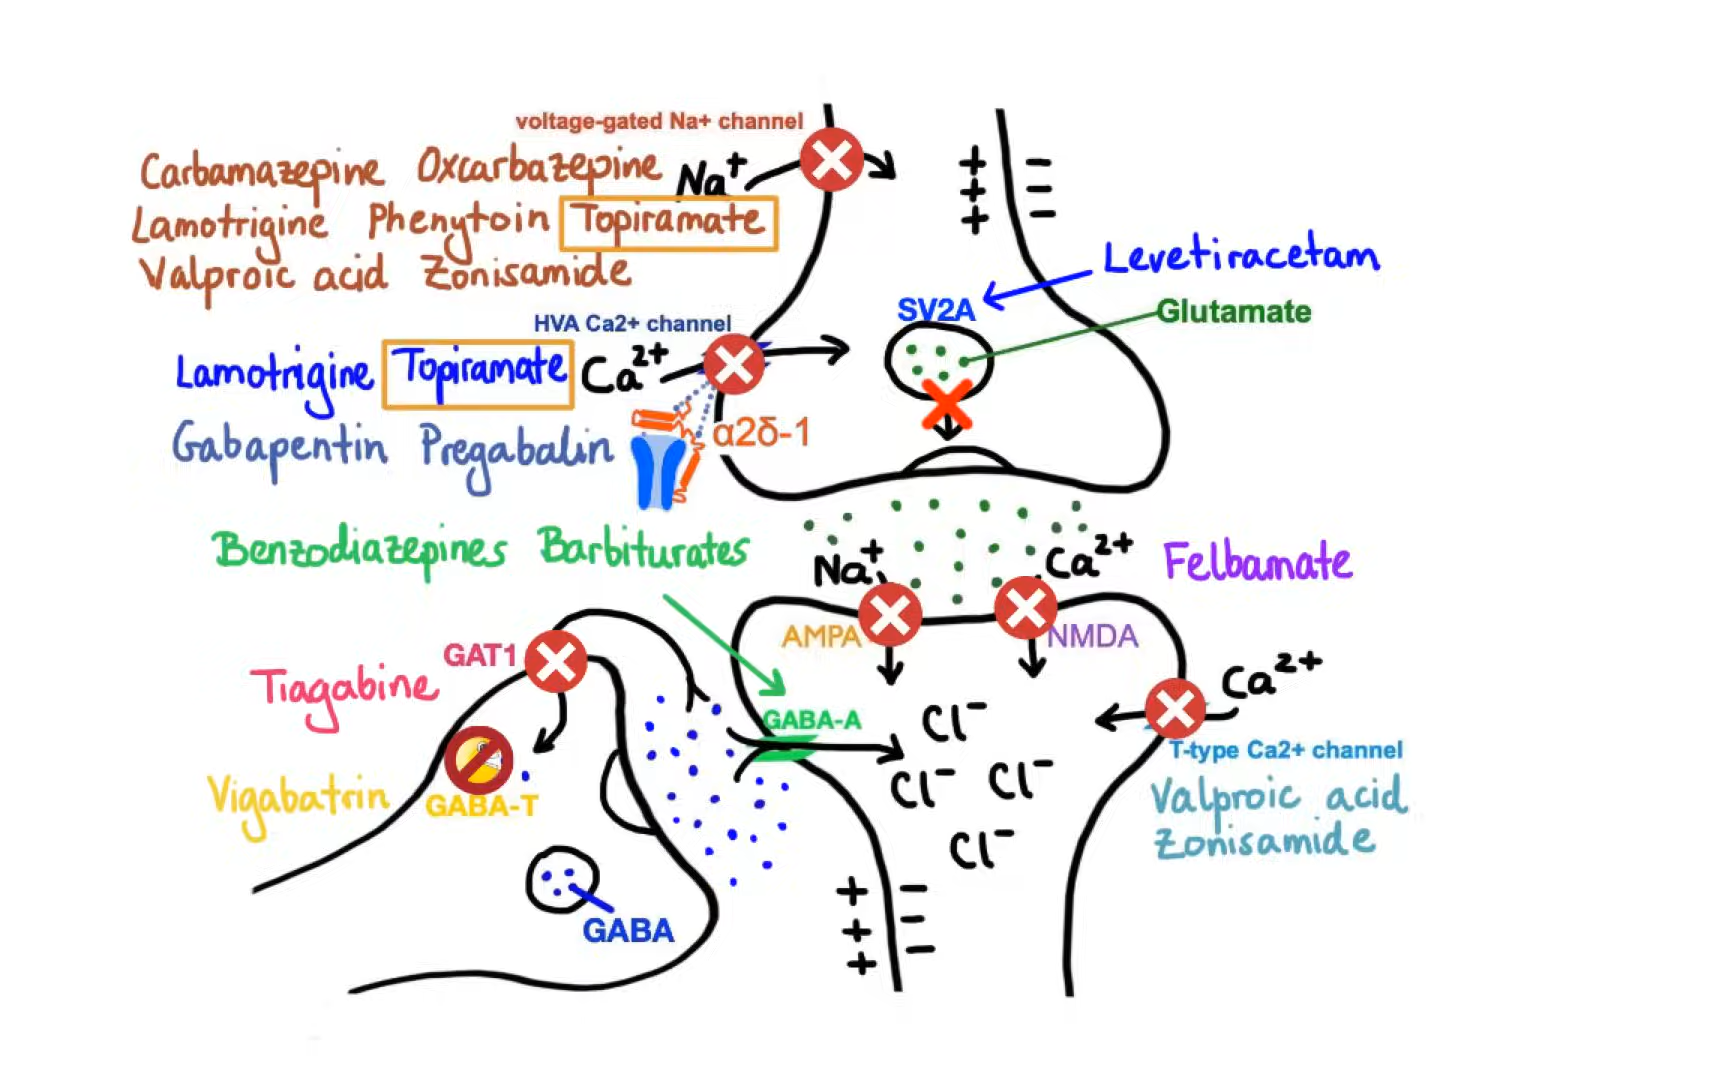 voltage-gated Na+ channel
Carbamazepine Oxcarbazepine Na⁺
Lamotrigine Phenytoin Topiramate
Valproic acid Zonisamide
+ −
+ −
+ −
Levetiracetam
SV2A
Glutamate
HVA Ca2+ channel
Lamotrigine Topiramate Ca²⁺
α2δ-1
Gabapentin Pregabalin
Benzodiazepines Barbiturates
Na⁺ Ca²⁺ Felbamate
AMPA NMDA
GAT1
Tiagabine
Ca²⁺
GABA-A
Cl⁻
Cl⁻ Cl⁻
Cl⁻
T-type Ca2+ channel
Valproic acid
Zonisamide
Vigabatrin
GABA-T
GABA
+ −
+ −
+ −